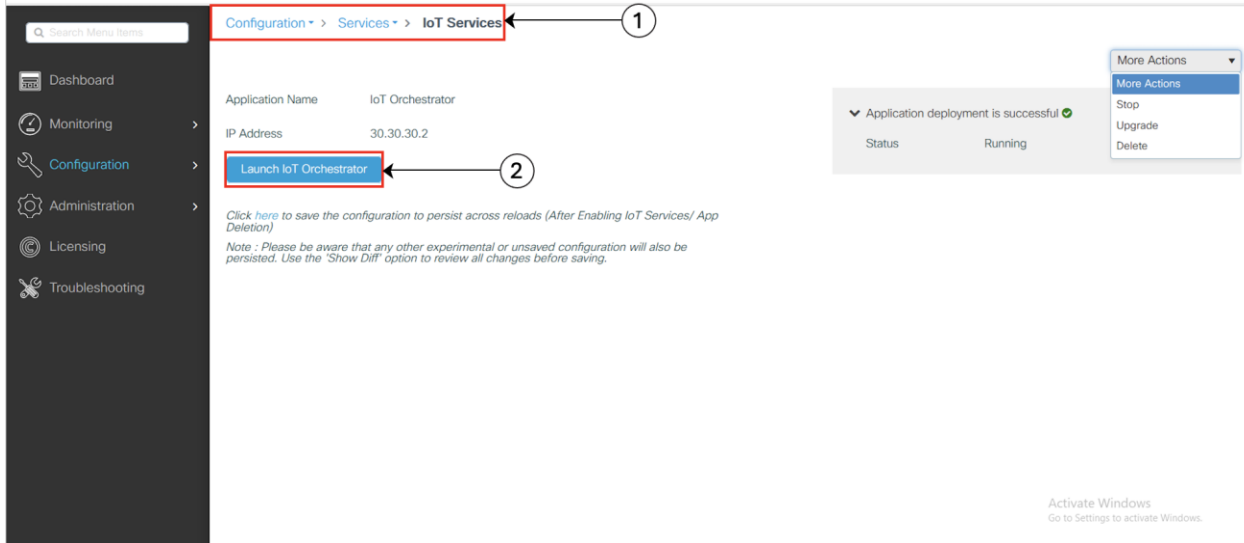 Search Menu Items
Dashboard
Monitoring
Configuration
Administration
Licensing
Troubleshooting
Configuration > Services > IoT Services
1
Application Name IoT Orchestrator
IP Address 30.30.30.2
Launch IoT Orchestrator
2
Click here to save the configuration to persist across reloads (After Enabling IoT Services/ App
Deletion)
Note : Please be aware that any other experimental or unsaved configuration will also be
persisted. Use the 'Show Diff' option to review all changes before saving.
Application deployment is successful
Status Running
More Actions
More Actions
Stop
Upgrade
Delete
Activate Windows
Go to Settings to activate Windows.